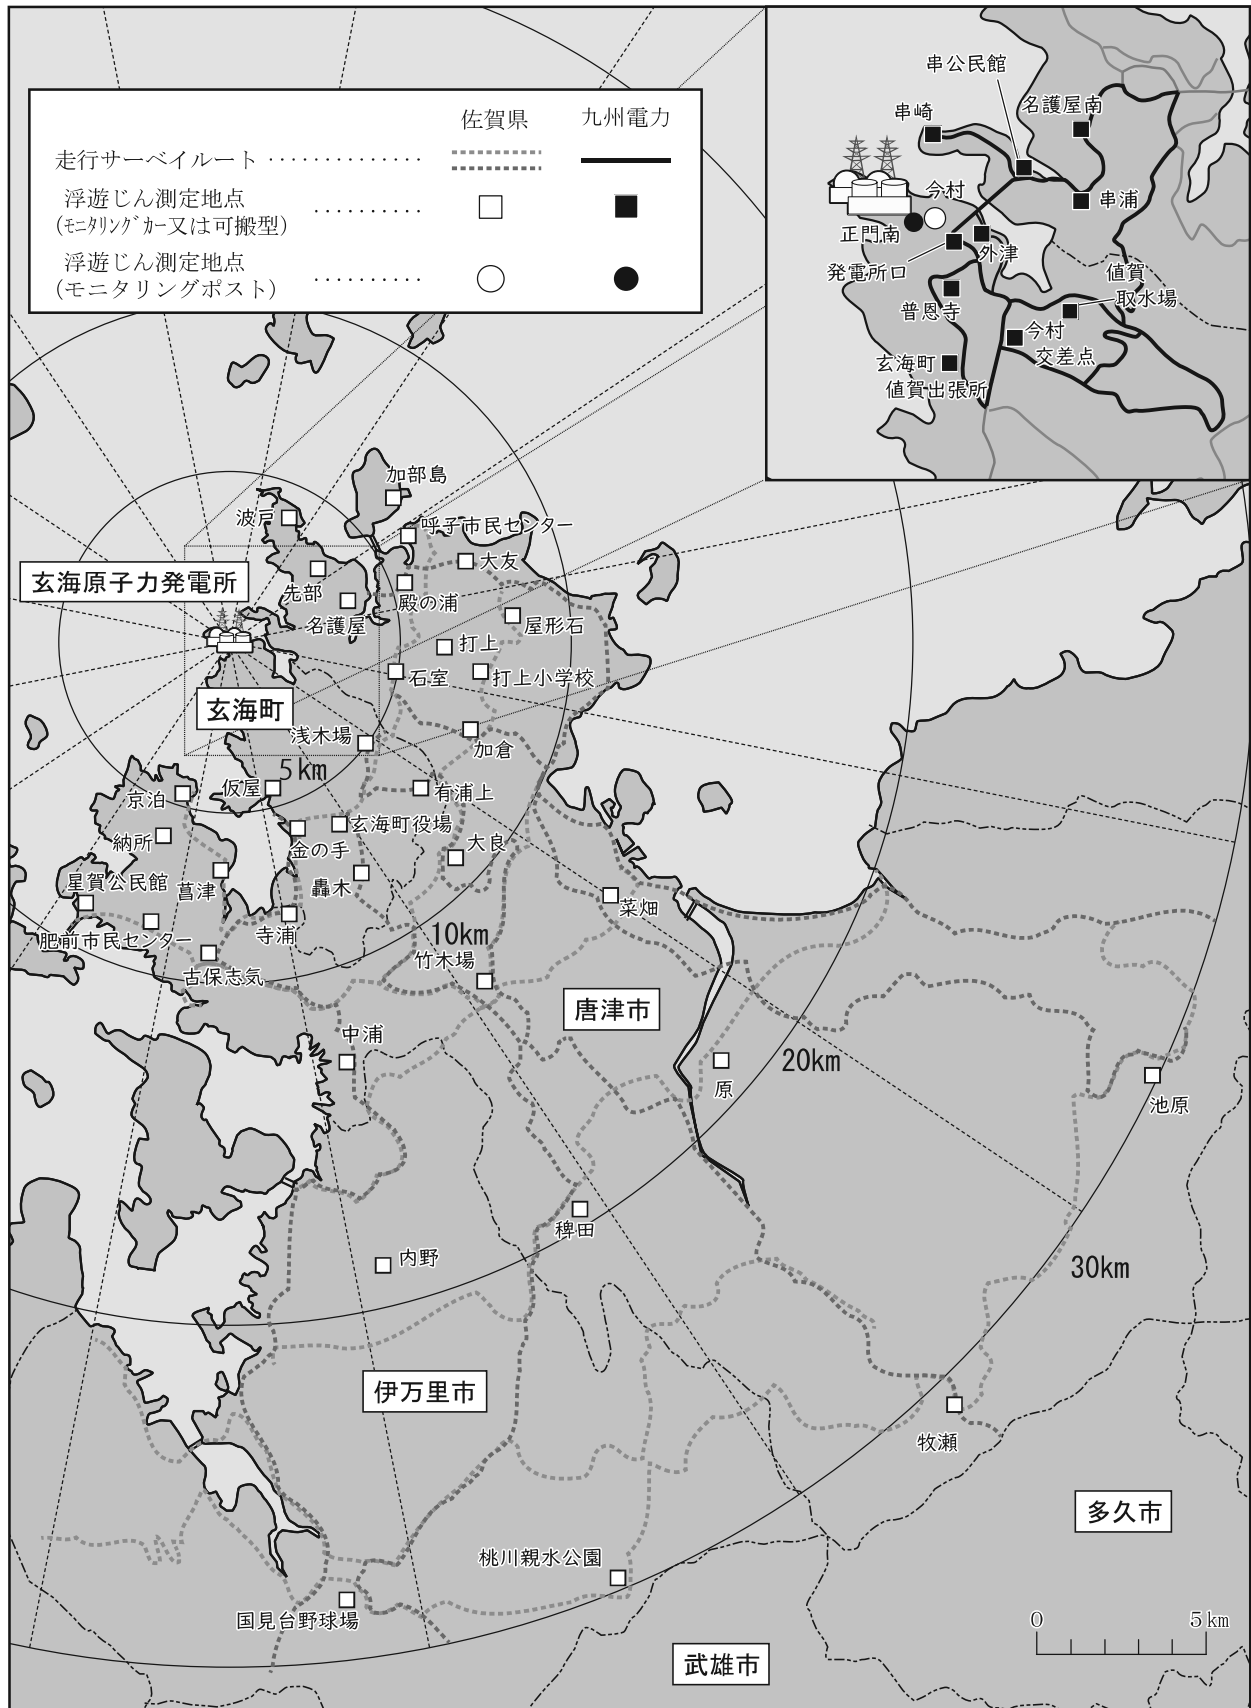 佐賀県
九州電力
走行サーベイルート ‥‥‥‥‥‥‥
浮遊じん測定地点
(モニタリングカー又は可搬型)
‥‥‥‥‥
浮遊じん測定地点
(モニタリングポスト)
‥‥‥‥‥
串公民館
名護屋南
串崎
今村
串浦
正門南
外津
発電所口
値賀
取水場
普恩寺
今村
交差点
玄海町
値賀出張所
加部島
波戸
呼子市民センター
大友
玄海原子力発電所
先部
殿の浦
名護屋
屋形石
打上
石室
打上小学校
玄海町
浅木場
加倉
5km
仮屋
有浦上
京泊
玄海町役場
納所
金の手
大良
星賀公民館
菖津
轟木
菜畑
寺浦
10km
肥前市民センター
竹木場
古保志気
唐津市
中浦
20km
原
池原
稗田
内野
30km
伊万里市
牧瀬
多久市
桃川親水公園
国見台野球場
0 5km
武雄市